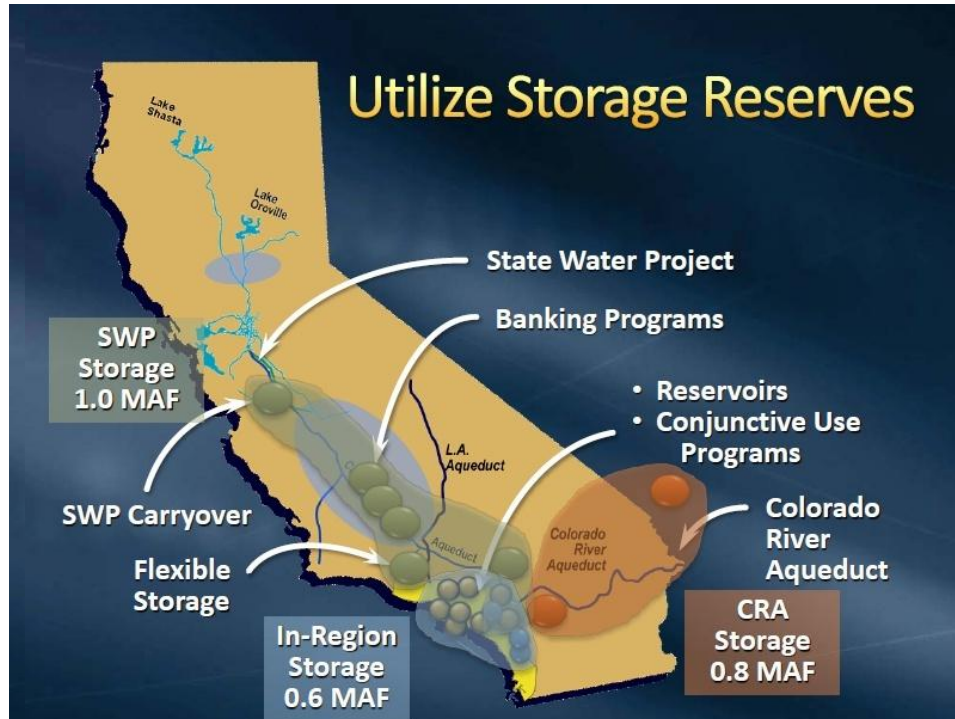 Utilize Storage Reserves
Lake
Shasta
Lake
Oroville
State Water Project
Banking Programs
SWP
Storage
1.0 MAF
• Reservoirs
• Conjunctive Use
Programs
L.A.
Aqueduct
SWP Carryover
Colorado
River
Aqueduct
Aqueduct
Colorado
River
Aqueduct
Flexible
Storage
In-Region
Storage
0.6 MAF
CRA
Storage
0.8 MAF